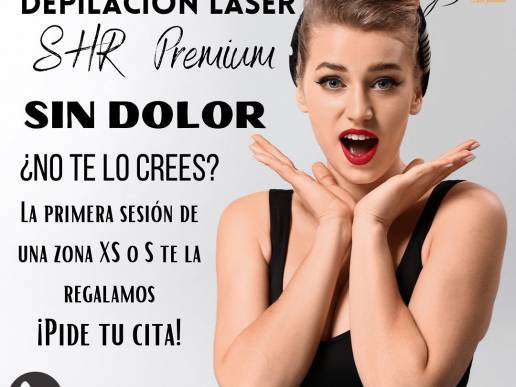 DEPILACIÓN LÁSER
SHR Premium
SIN DOLOR
¿NO TE LO CREES?
LA PRIMERA SESIÓN DE
UNA ZONA XS O S TE LA
REGALAMOS
¡PIDE TU CITA!